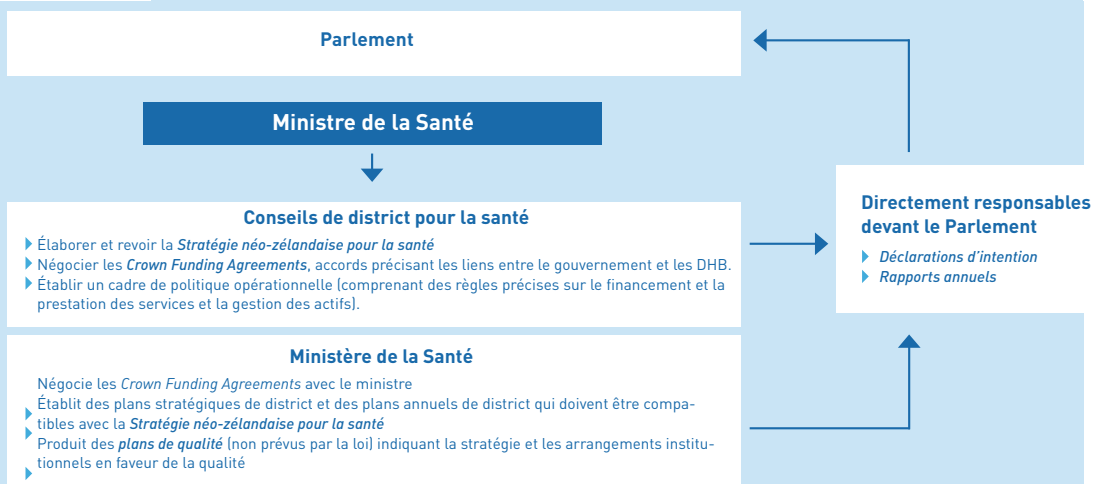 Parlement
Ministre de la Santé
Conseils de district pour la santé
Élaborer et revoir la Stratégie néo-zélandaise pour la santé
Négocier les Crown Funding Agreements, accords précisant les liens entre le gouvernement et les DHB.
Établir un cadre de politique opérationnelle (comprenant des règles précises sur le financement et la
prestation des services et la gestion des actifs).
Ministère de la Santé
Négocie les Crown Funding Agreements avec le ministre
Établit des plans stratégiques de district et des plans annuels de district qui doivent être compa-
tibles avec la Stratégie néo-zélandaise pour la santé
Produit des plans de qualité (non prévus par la loi) indiquant la stratégie et les arrangements institu-
tionnels en faveur de la qualité
Directement responsables
devant le Parlement
Déclarations d'intention
Rapports annuels